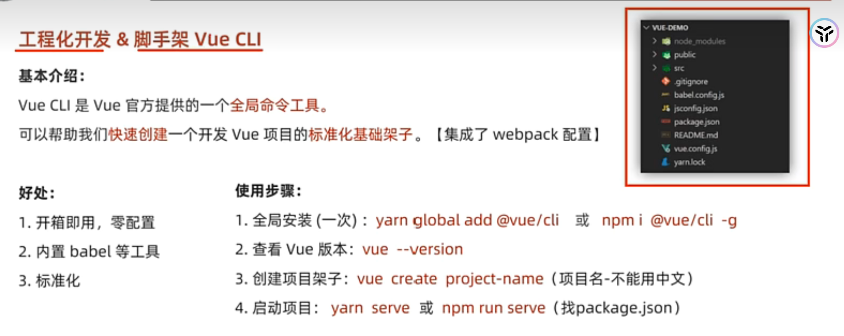 工程化开发 & 脚手架 Vue CLI
基本介绍：
Vue CLI 是 Vue 官方提供的一个全局命令工具。
可以帮助我们快速创建一个开发 Vue 项目的标准化基础架子。【集成了 webpack 配置】
好处：
1. 开箱即用，零配置
2. 内置 babel 等工具
3. 标准化
使用步骤：
1. 全局安装 (一次) ：yarn global add @vue/cli 或 npm i @vue/cli -g
2. 查看 Vue 版本：vue --version
3. 创建项目架子：vue create project-name（项目名-不能用中文）
4. 启动项目： yarn serve 或 npm run serve（找package.json）
VUE-DEMO
node_modules
public
src
.gitignore
babel.config.js
jsconfig.json
package.json
README.md
vue.config.js
yarn.lock